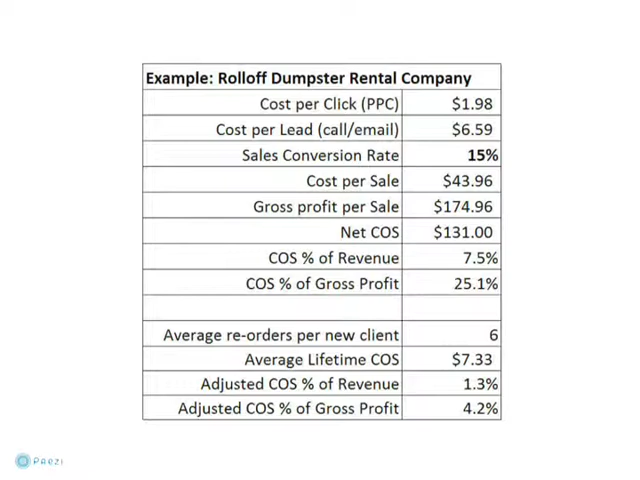 Example: Rolloff Dumpster Rental Company
Cost per Click (PPC) $1.98
Cost per Lead (call/email) $6.59
Sales Conversion Rate 15%
Cost per Sale $43.96
Gross profit per Sale $174.96
Net COS $131.00
COS % of Revenue 7.5%
COS % of Gross Profit 25.1%
Average re-orders per new client 6
Average Lifetime COS $7.33
Adjusted COS % of Revenue 1.3%
Adjusted COS % of Gross Profit 4.2%
Prezi